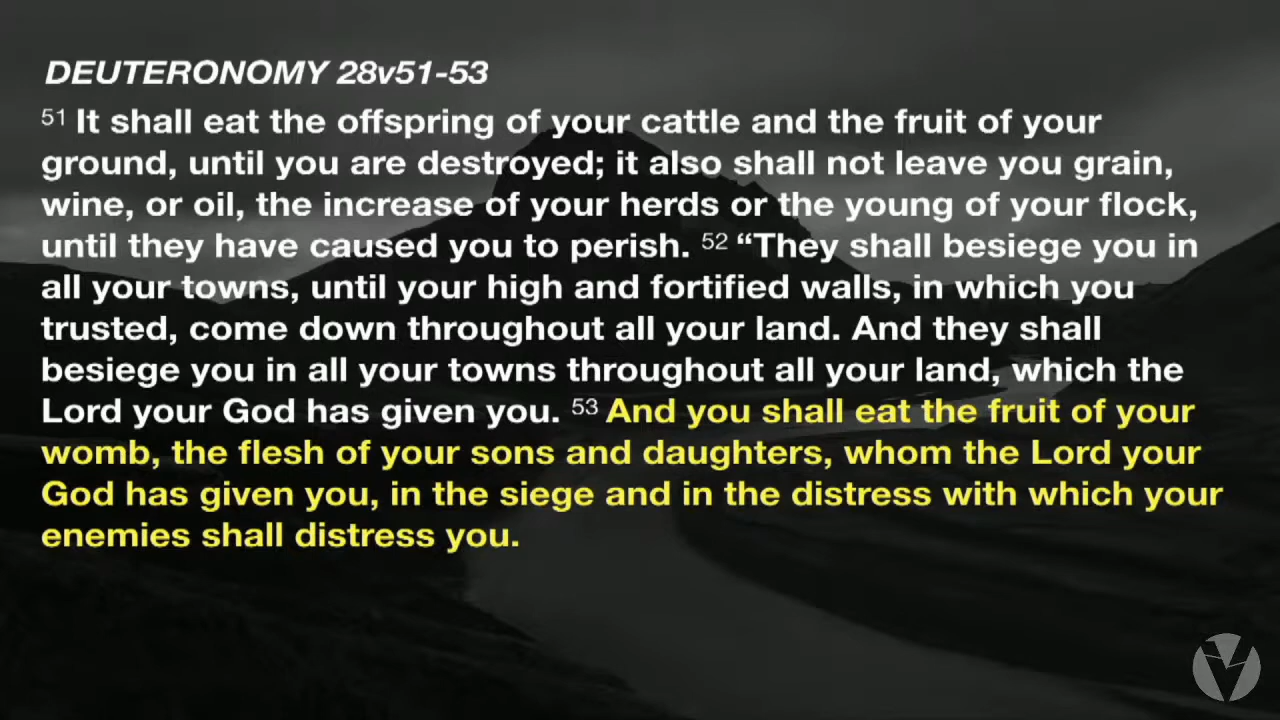 DEUTERONOMY 28v51-53
51 It shall eat the offspring of your cattle and the fruit of your
ground, until you are destroyed; it also shall not leave you grain,
wine, or oil, the increase of your herds or the young of your flock,
until they have caused you to perish. 52 “They shall besiege you in
all your towns, until your high and fortified walls, in which you
trusted, come down throughout all your land. And they shall
besiege you in all your towns throughout all your land, which the
Lord your God has given you. 53 And you shall eat the fruit of your
womb, the flesh of your sons and daughters, whom the Lord your
God has given you, in the siege and in the distress with which your
enemies shall distress you.